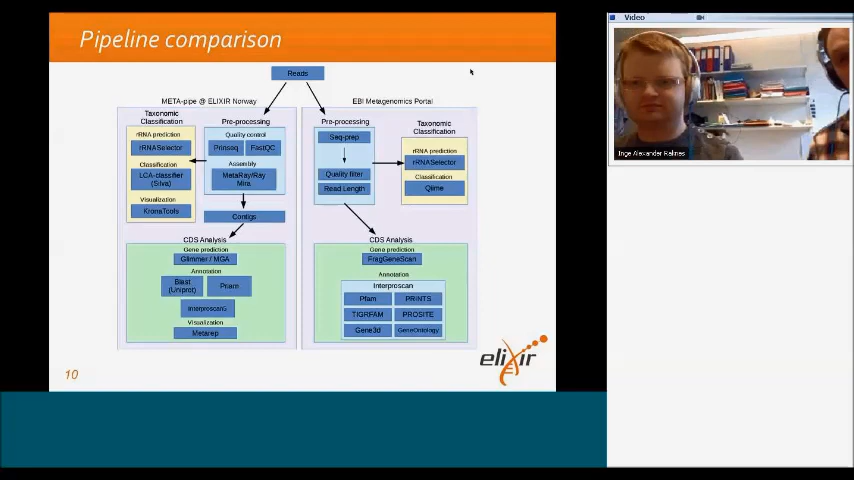 Pipeline comparison
Reads
META-pipe @ ELIXIR Norway
Taxonomic
Classification
rRNA prediction
rRNASelector
Classification
LCA-classifier
(Silva)
Visualization
KronaTools
Pre-processing
Quality control
Prinseq
FastQC
Assembly
MetaRay/Ray
Mira
Contigs
CDS Analysis
Gene prediction
Glimmer / MGA
Annotation
Blast
(Uniprot)
Pfam
Interproscan5
Visualization
Metarep
EBI Metagenomics Portal
Pre-processing
Seq-prep
Quality filter
Read Length
Taxonomic
Classification
rRNA prediction
rRNASelector
Classification
Qiime
CDS Analysis
Gene prediction
FragGeneScan
Annotation
Interproscan
Pfam
PRINTS
TIGRFAM
PROSITE
Gene3d
GeneOntology
10
elixir
Video
Inge Alexander Raknes